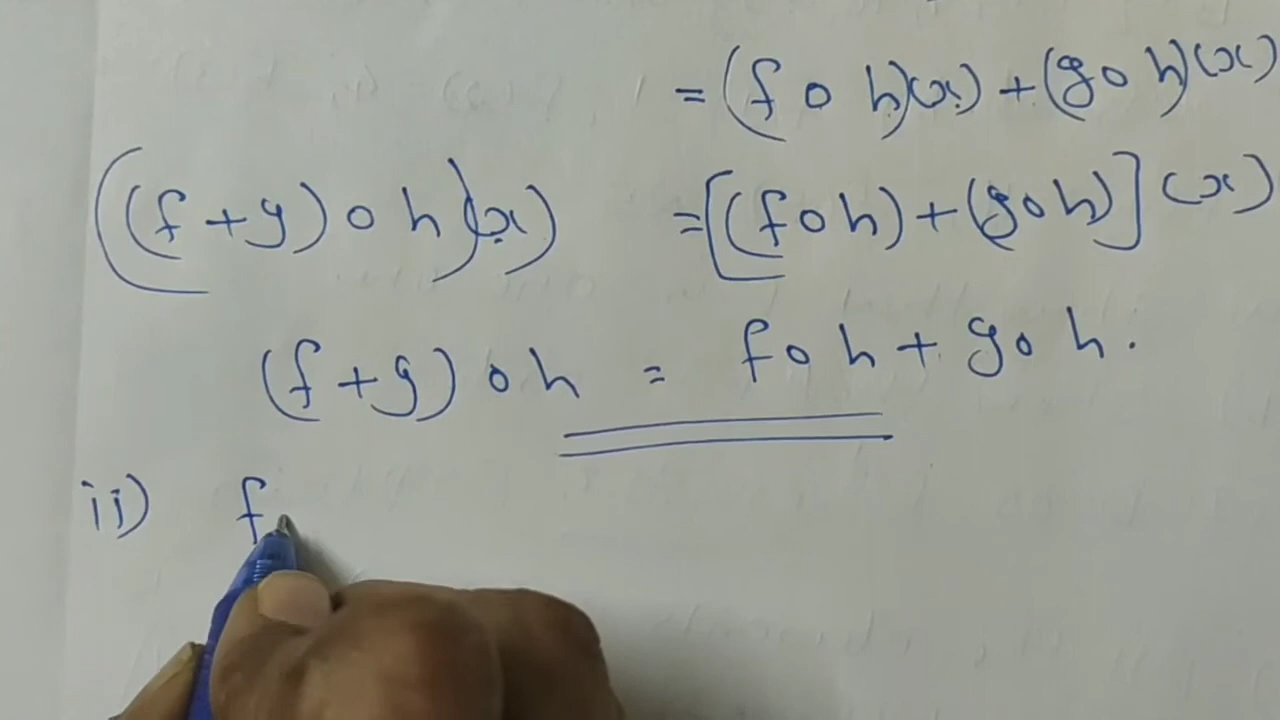 = (f o h)(x) + (g o h)(x)
((f + g) o h)(x) = [(f o h) + (g o h)] (x)
(f + g) o h = f o h + g o h.
ii) f